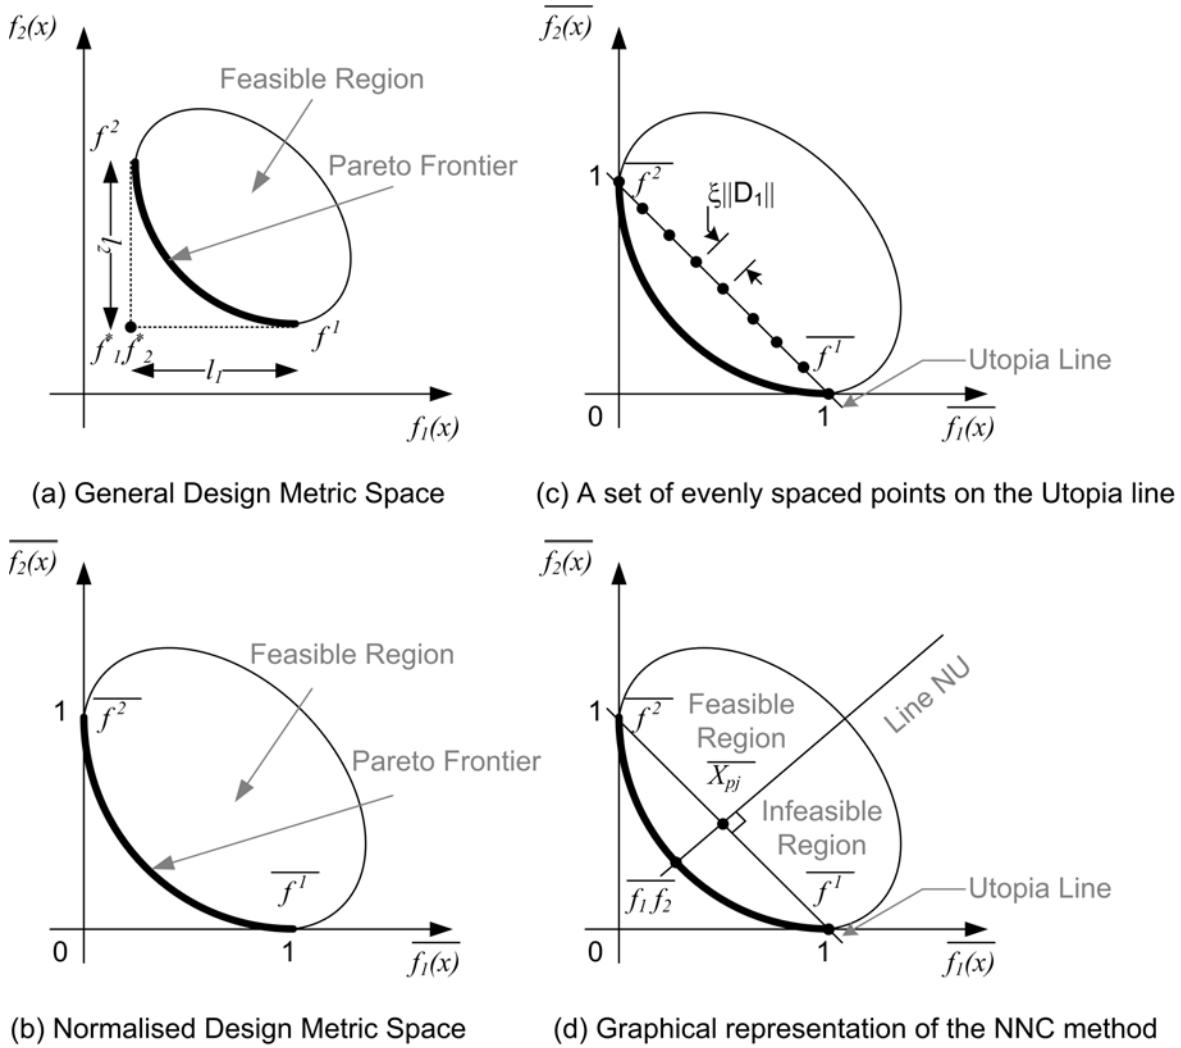 f₂(x)
Feasible Region
f²
Pareto Frontier
l₂
f*₁,f*₂
f¹
l₁
f₁(x)
(a) General Design Metric Space
f₂(x)
1
f²
ξ||D₁||
f¹
Utopia Line
0
1
f₁(x)
(c) A set of evenly spaced points on the Utopia line
f₂(x)
Feasible Region
1
f²
Pareto Frontier
f¹
0
1
f₁(x)
(b) Normalised Design Metric Space
f₂(x)
Line NU
1
f²
Feasible
Region
X̅pj
Infeasible
Region
f₁ f₂
f¹
Utopia Line
0
1
f₁(x)
(d) Graphical representation of the NNC method